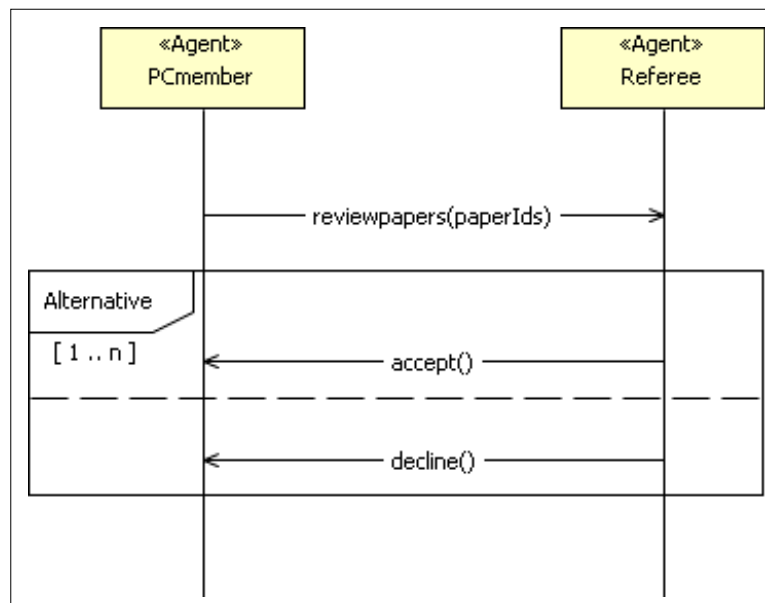 «Agent»
PCmember
«Agent»
Referee
reviewpapers(paperIds)
Alternative
[ 1 .. n ]
accept()
decline()